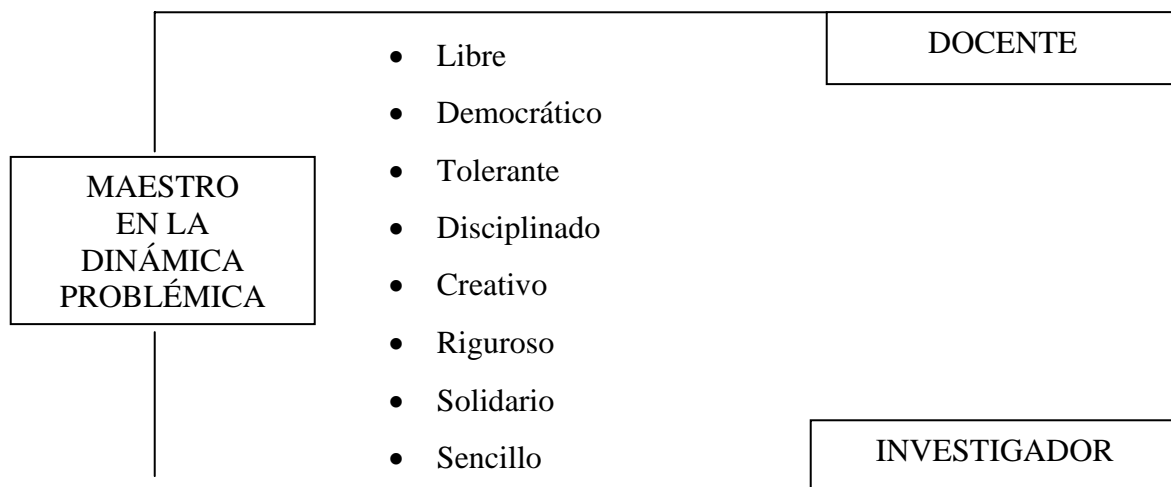 DOCENTE
• Libre
• Democrático
• Tolerante
• Disciplinado
• Creativo
• Riguroso
• Solidario
• Sencillo
MAESTRO
EN LA
DINÁMICA
PROBLÉMICA
INVESTIGADOR